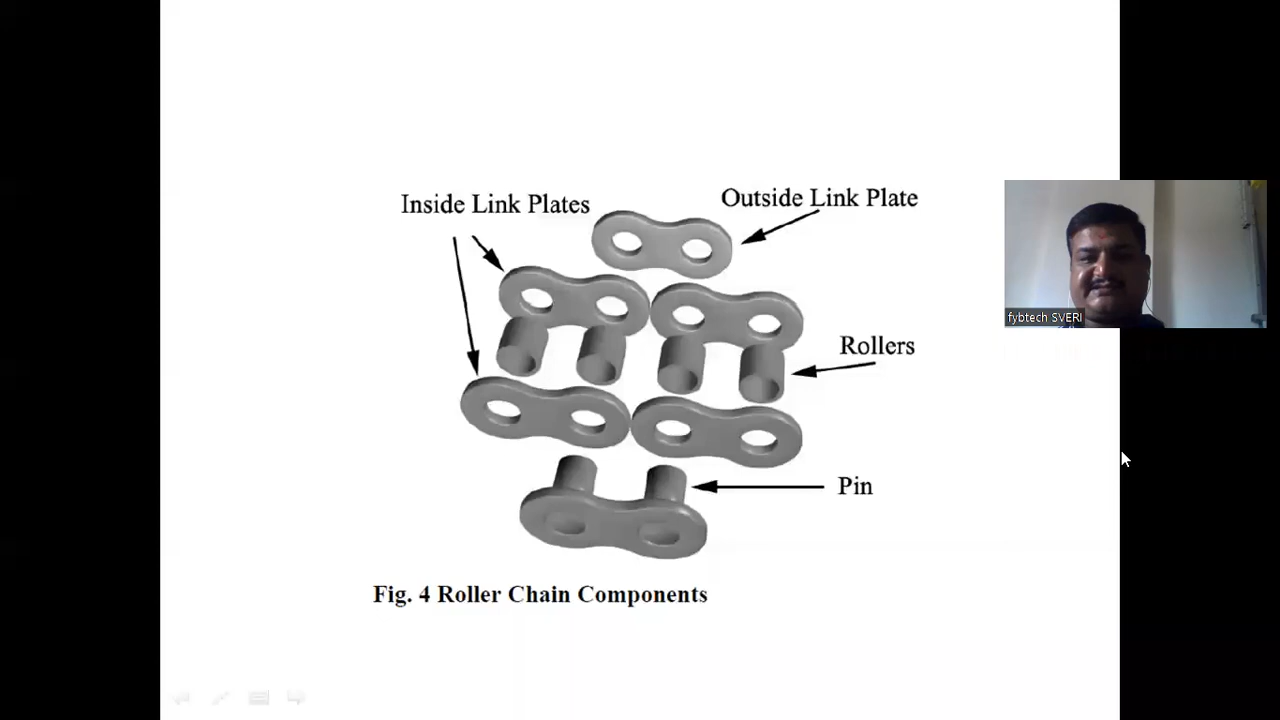 Inside Link Plates
Outside Link Plate
Rollers
Pin
Fig. 4 Roller Chain Components
fybtech SVERI